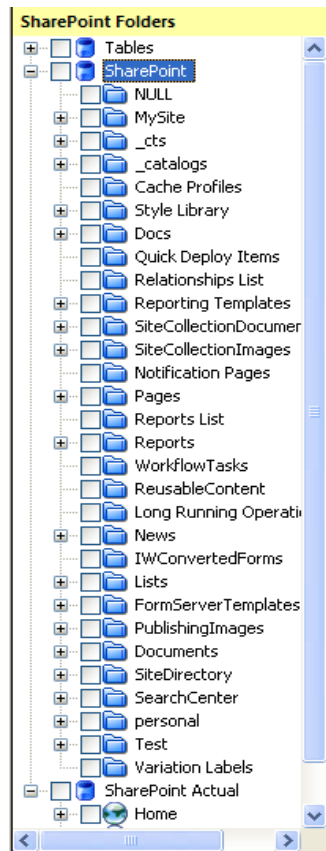 SharePoint Folders
Tables
SharePoint
NULL
MySite
_cts
_catalogs
Cache Profiles
Style Library
Docs
Quick Deploy Items
Relationships List
Reporting Templates
SiteCollectionDocumer
SiteCollectionImages
Notification Pages
Pages
Reports List
Reports
WorkflowTasks
ReusableContent
Long Running Operati
News
IWConvertedForms
Lists
FormServerTemplates
PublishingImages
Documents
SiteDirectory
SearchCenter
personal
Test
Variation Labels
SharePoint Actual
Home